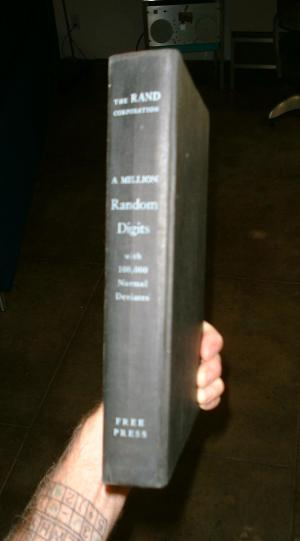 THE RAND
CORPORATION
A MILLION
Random
Digits
with
100,000
Normal
Deviates
FREE
PRESS